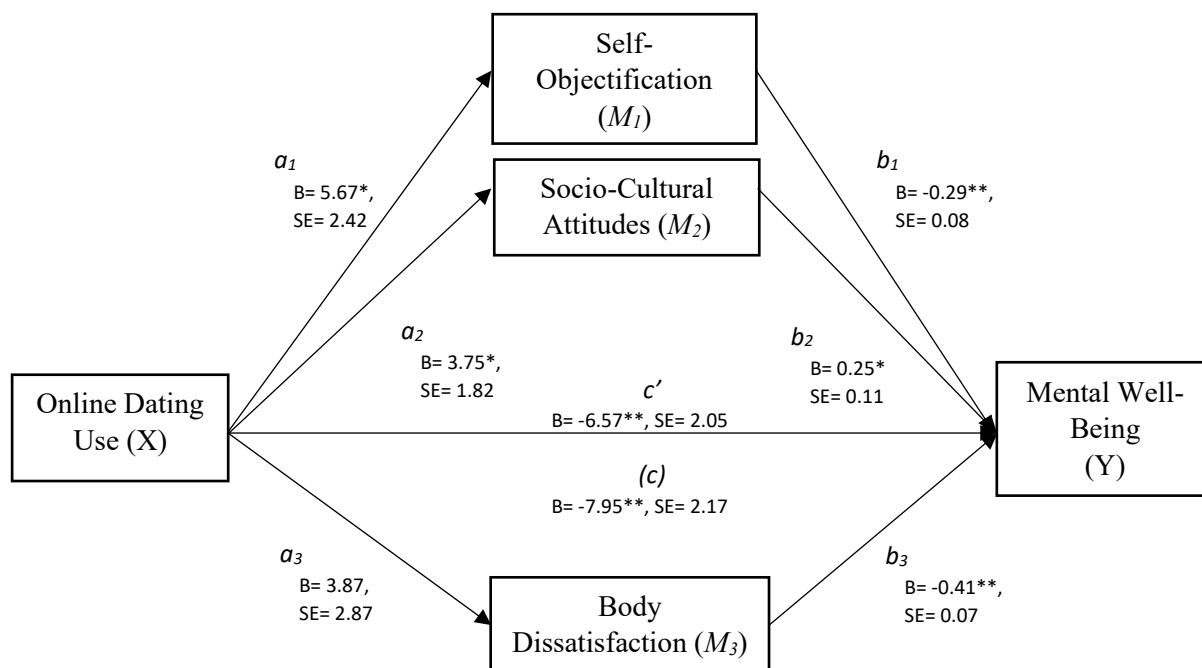 Self-
Objectification
(M1)
a1
B= 5.67*,
SE= 2.42
b1
B= -0.29**,
SE= 0.08
Socio-Cultural
Attitudes (M2)
a2
B= 3.75*,
SE= 1.82
b2
B= 0.25*
SE= 0.11
Online Dating
Use (X)
c’
B= -6.57**, SE= 2.05
(c)
B= -7.95**, SE= 2.17
Mental Well-
Being
(Y)
a3
B= 3.87,
SE= 2.87
b3
B= -0.41**,
SE= 0.07
Body
Dissatisfaction (M3)